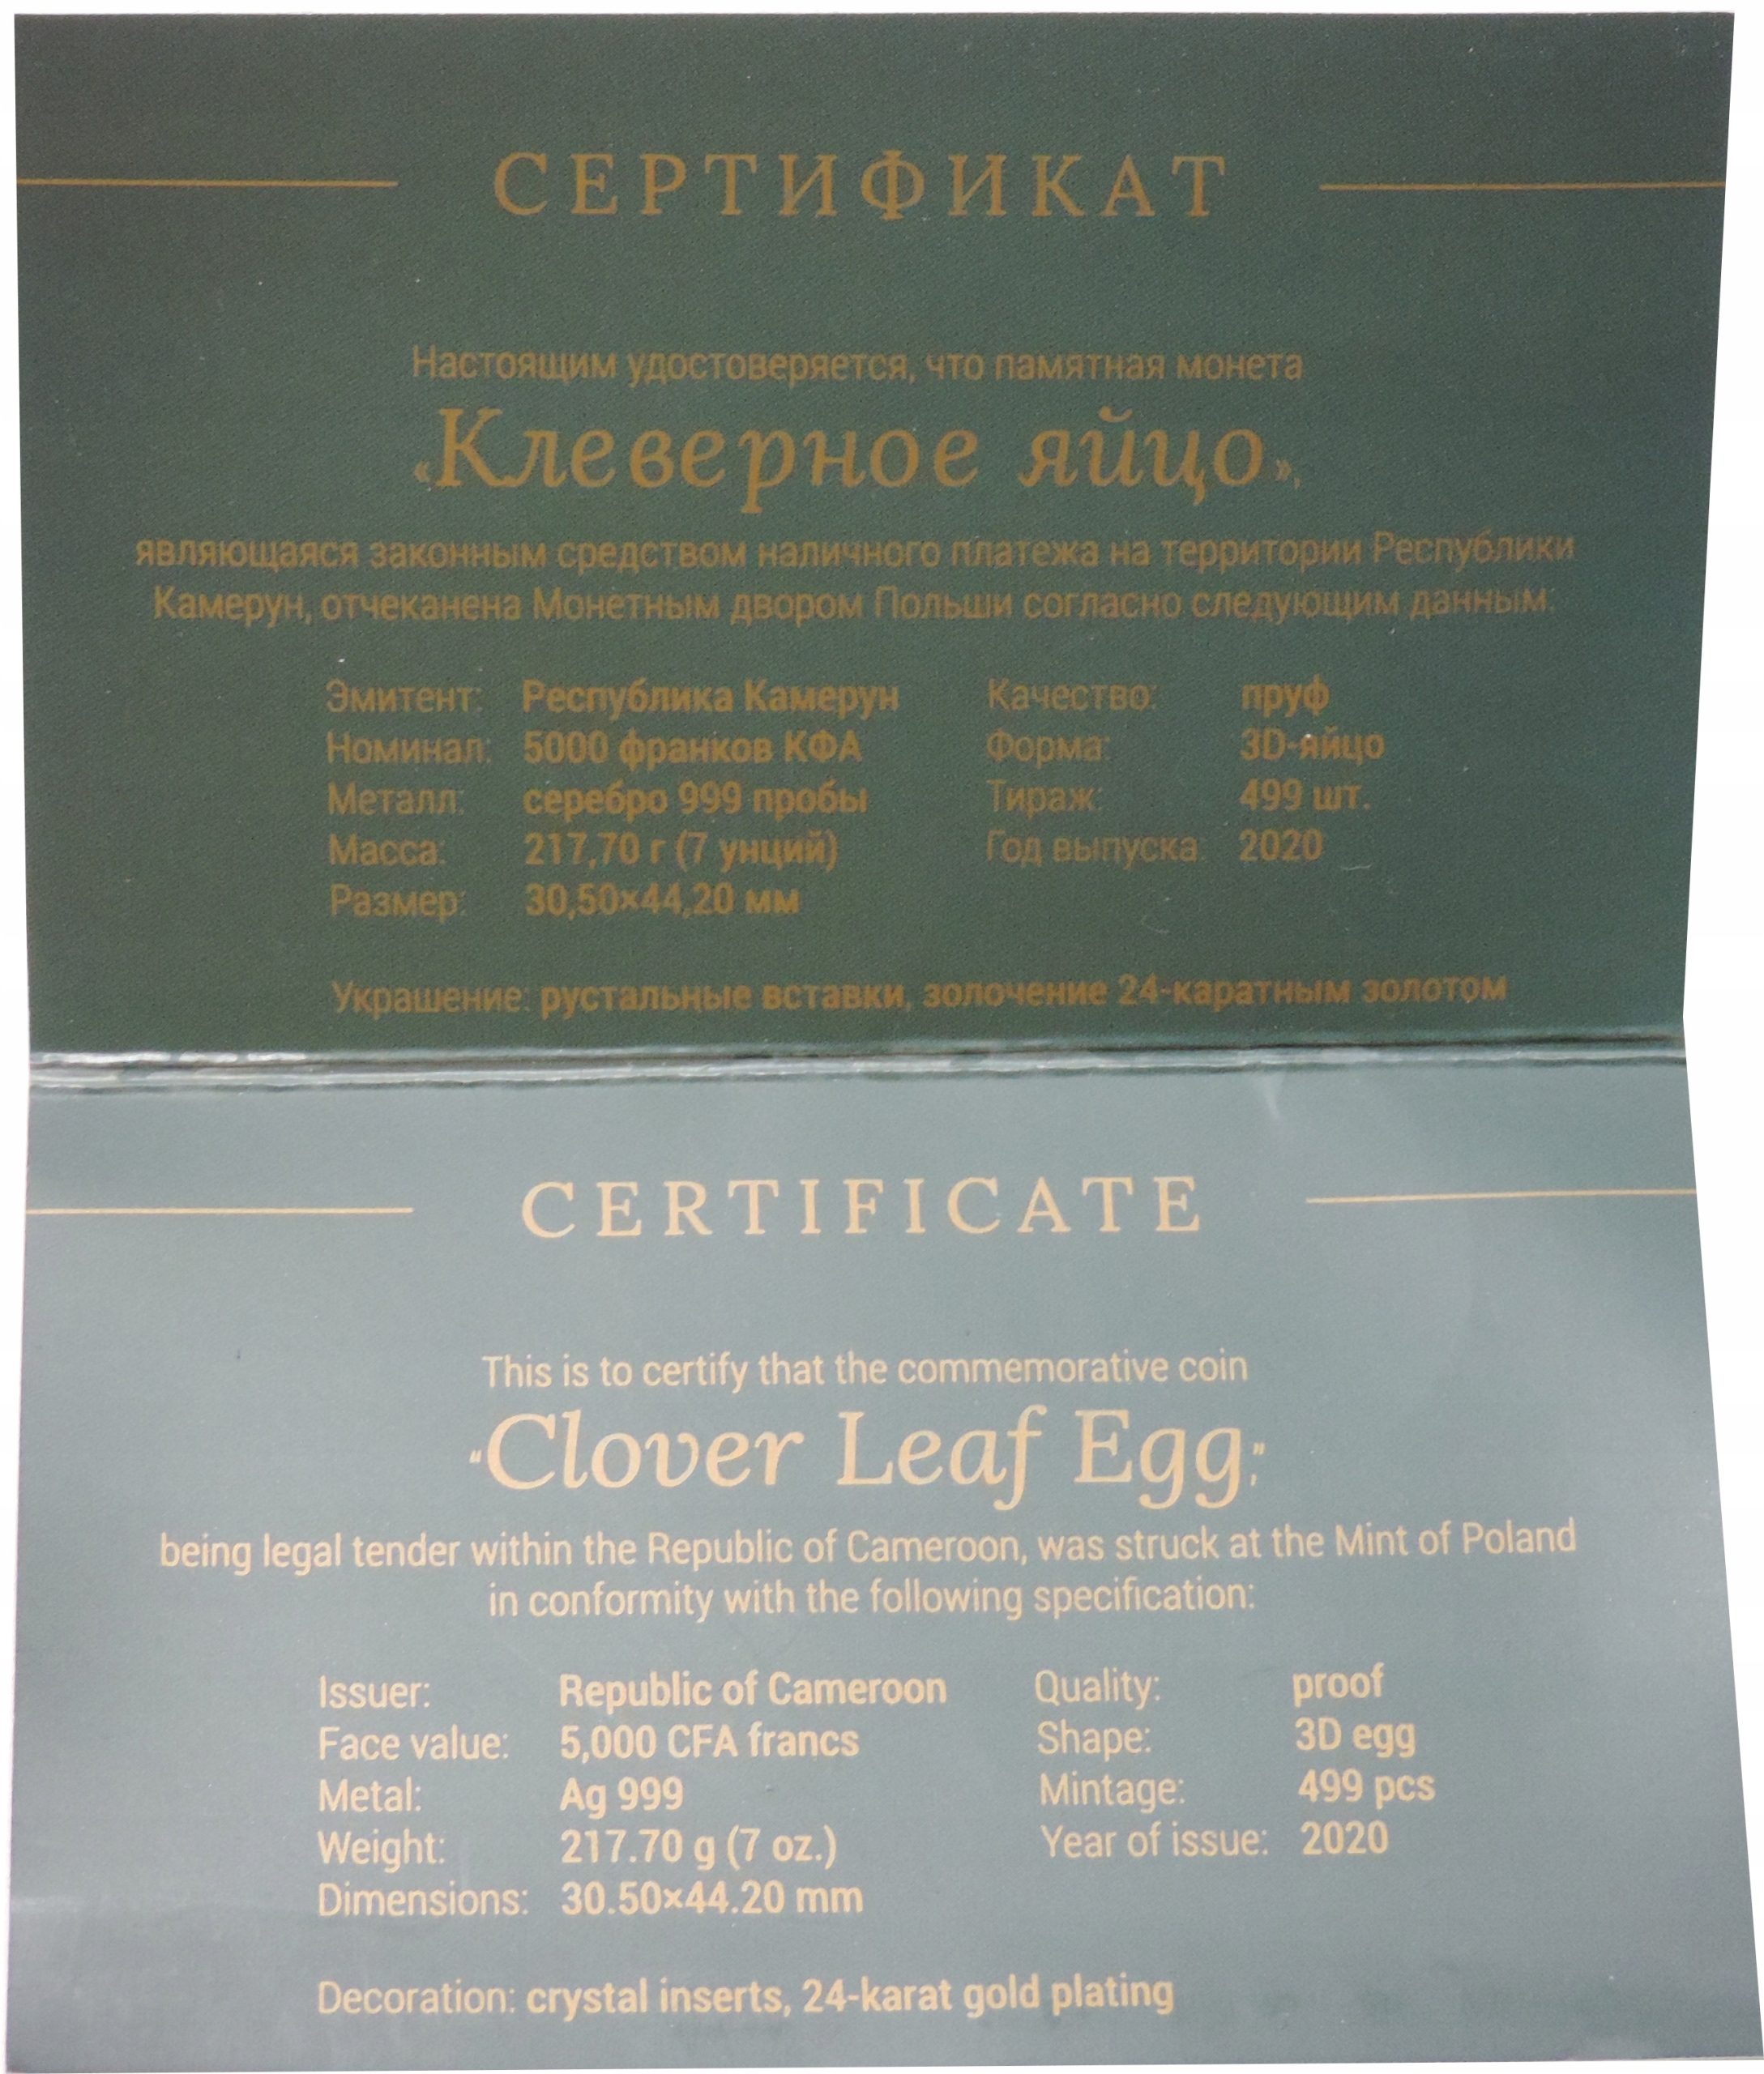 СЕРТИФИКАТ
Настоящим удостоверяется, что памятная монета
«Клеверное яйцо»,
являющаяся законным средством наличного платежа на территории Республики
Камерун, отчеканена Монетным двором Польши согласно следующим данным:
Эмитент: Республика Камерун Качество: пруф
Номинал: 5000 франков КФА Форма: 3D-яйцо
Металл: серебро 999 пробы Тираж: 499 шт.
Масса: 217,70 г (7 унций) Год выпуска: 2020
Размер: 30,50×44,20 мм
Украшение: рустальные вставки, золочение 24-каратным золотом
CERTIFICATE
This is to certify that the commemorative coin
“Clover Leaf Egg,”
being legal tender within the Republic of Cameroon, was struck at the Mint of Poland
in conformity with the following specification:
Issuer: Republic of Cameroon Quality: proof
Face value: 5,000 CFA francs Shape: 3D egg
Metal: Ag 999 Mintage: 499 pcs
Weight: 217.70 g (7 oz.) Year of issue: 2020
Dimensions: 30.50×44.20 mm
Decoration: crystal inserts, 24-karat gold plating